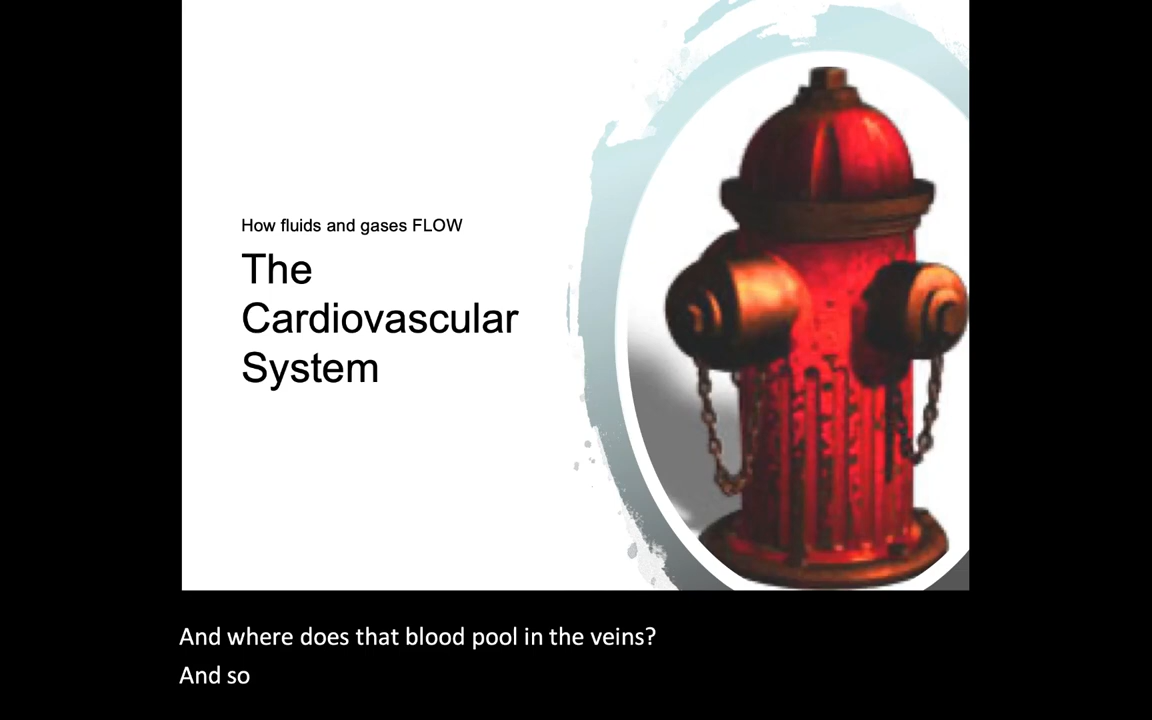 How fluids and gases FLOW
The
Cardiovascular
System
And where does that blood pool in the veins?
And so